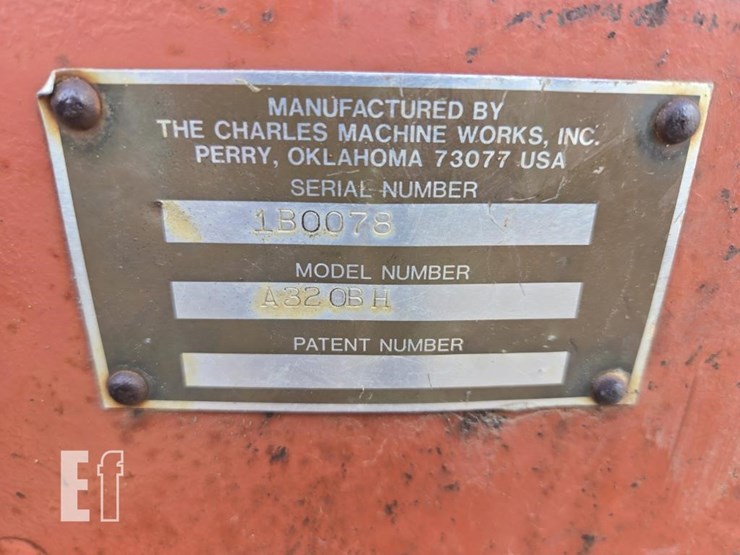 MANUFACTURED BY
THE CHARLES MACHINE WORKS, INC.
PERRY, OKLAHOMA 73077 USA
SERIAL NUMBER
1B0078
MODEL NUMBER
A320BH
PATENT NUMBER
Ef